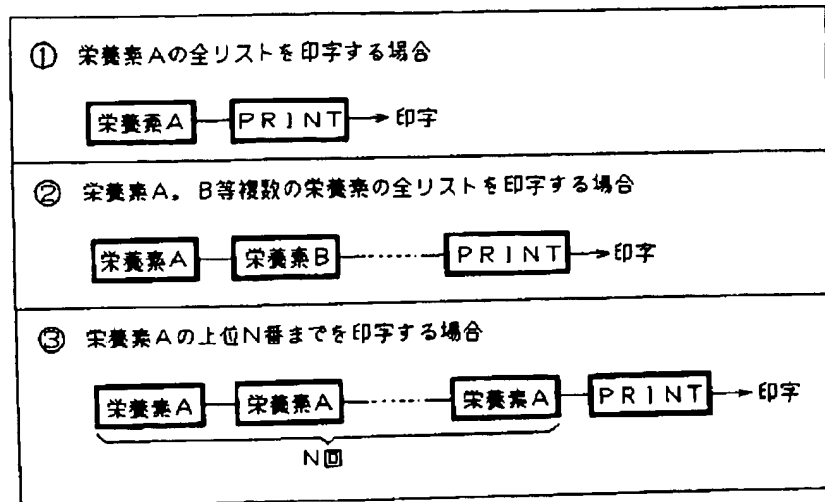 ① 栄養素Aの全リストを印字する場合
栄養素A PRINT 印字
② 栄養素A,B等複数の栄養素の全リストを印字する場合
栄養素A 栄養素B PRINT 印字
③ 栄養素Aの上位N番までを印字する場合
栄養素A 栄養素A 栄養素A PRINT 印字
N回